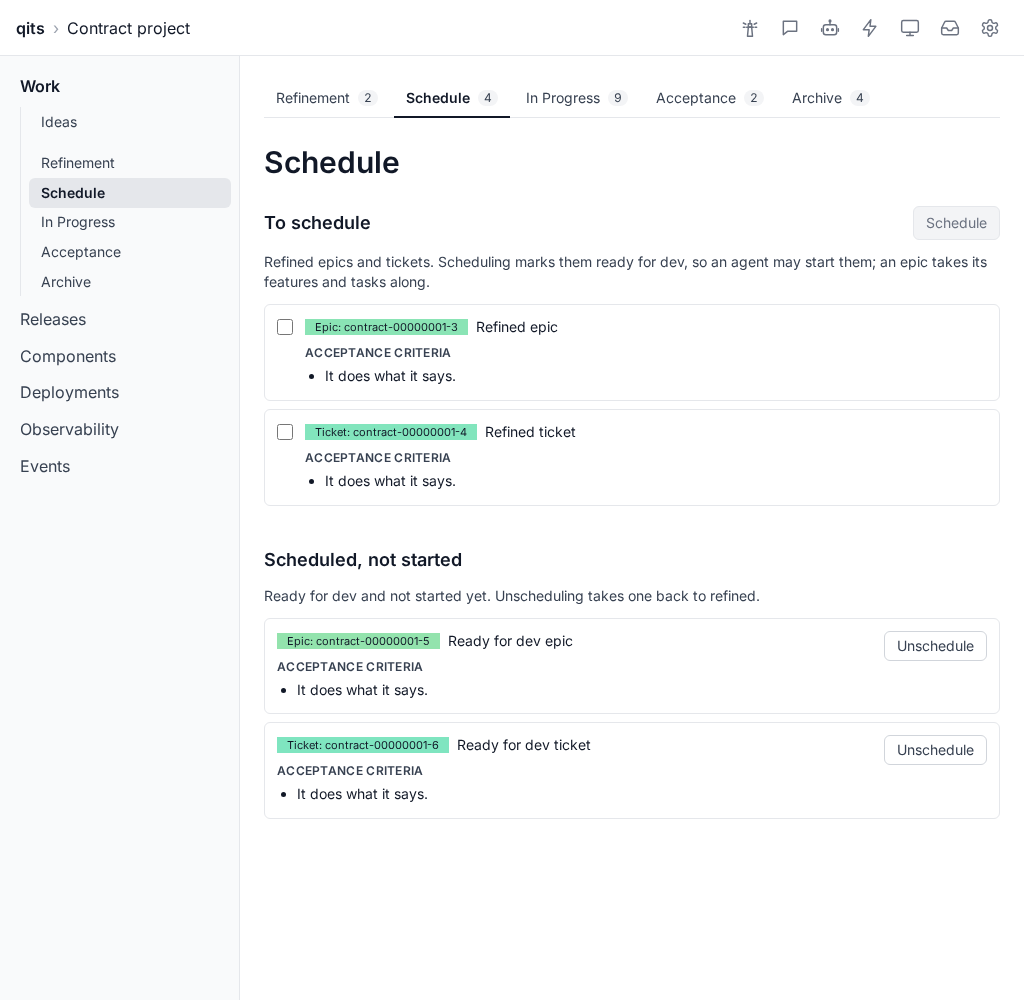 qits › Contract project
Work
Ideas
Refinement
Schedule
In Progress
Acceptance
Archive
Releases
Components
Deployments
Observability
Events
Refinement 2 Schedule 4 In Progress 9 Acceptance 2 Archive 4
Schedule
To schedule
Schedule
Refined epics and tickets. Scheduling marks them ready for dev, so an agent may start them; an epic takes its
features and tasks along.
Epic: contract-00000001-3 Refined epic
ACCEPTANCE CRITERIA
• It does what it says.
Ticket: contract-00000001-4 Refined ticket
ACCEPTANCE CRITERIA
• It does what it says.
Scheduled, not started
Ready for dev and not started yet. Unscheduling takes one back to refined.
Epic: contract-00000001-5 Ready for dev epic
Unschedule
ACCEPTANCE CRITERIA
• It does what it says.
Ticket: contract-00000001-6 Ready for dev ticket
Unschedule
ACCEPTANCE CRITERIA
• It does what it says.